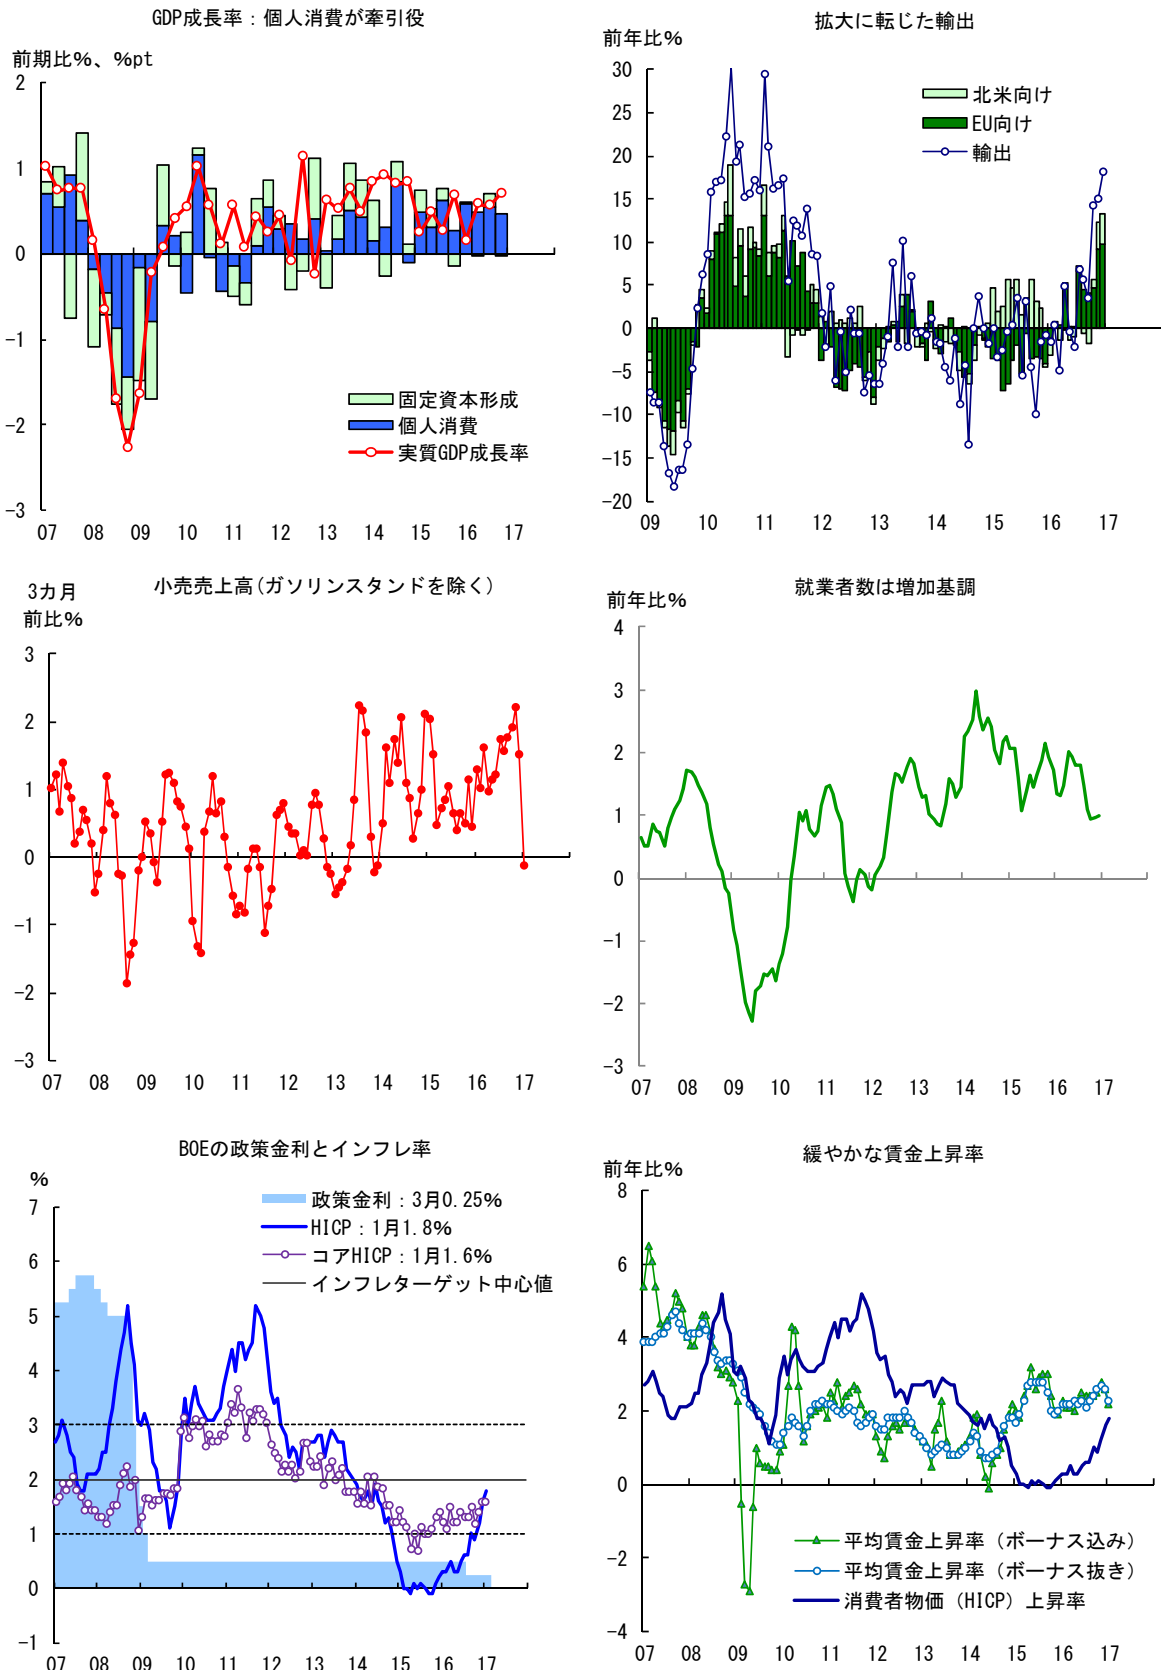 GDP成長率：個人消費が牽引役
前期比%、%pt
2
1
0
-1
-2
-3
固定資本形成
個人消費
実質GDP成長率
07 08 09 10 11 12 13 14 15 16 17
拡大に転じた輸出
前年比%
30
25
20
15
10
5
0
-5
-10
-15
-20
北米向け
EU向け
輸出
09 10 11 12 13 14 15 16 17
小売売上高(ガソリンスタンドを除く)
3カ月
前比%
3
2
1
0
-1
-2
-3
07 08 09 10 11 12 13 14 15 16 17
就業者数は増加基調
前年比%
4
3
2
1
0
-1
-2
-3
07 08 09 10 11 12 13 14 15 16 17
BOEの政策金利とインフレ率
%
7
6
5
4
3
2
1
0
-1
政策金利：3月0.25%
HICP：1月1.8%
コアHICP：1月1.6%
インフレターゲット中心値
07 08 09 10 11 12 13 14 15 16 17
緩やかな賃金上昇率
前年比%
8
6
4
2
0
-2
-4
平均賃金上昇率（ボーナス込み）
平均賃金上昇率（ボーナス抜き）
消費者物価（HICP）上昇率
07 08 09 10 11 12 13 14 15 16 17